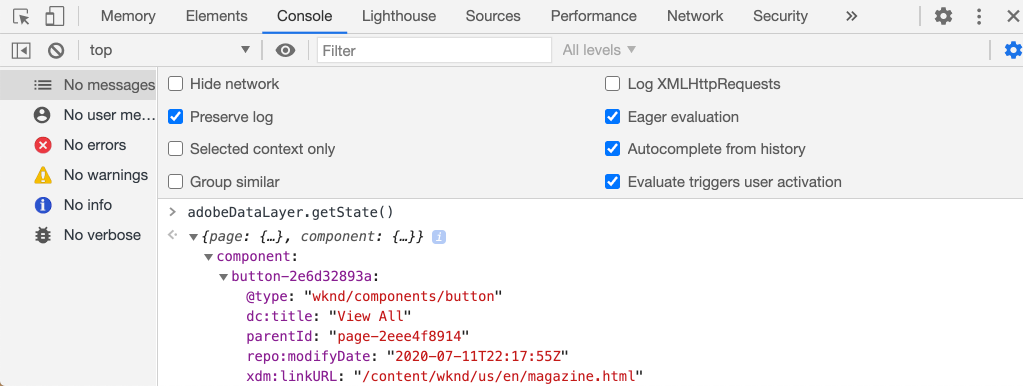 Memory Elements Console Lighthouse Sources Performance Network Security
top Filter All levels
No messages
No user me...
No errors
No warnings
No info
No verbose
Hide network Log XMLHttpRequests
Preserve log Eager evaluation
Selected context only Autocomplete from history
Group similar Evaluate triggers user activation
adobeDataLayer.getState()
{page: {…}, component: {…}}
component:
button-2e6d32893a:
@type: "wknd/components/button"
dc:title: "View All"
parentId: "page-2eee4f8914"
repo:modifyDate: "2020-07-11T22:17:55Z"
xdm:linkURL: "/content/wknd/us/en/magazine.html"